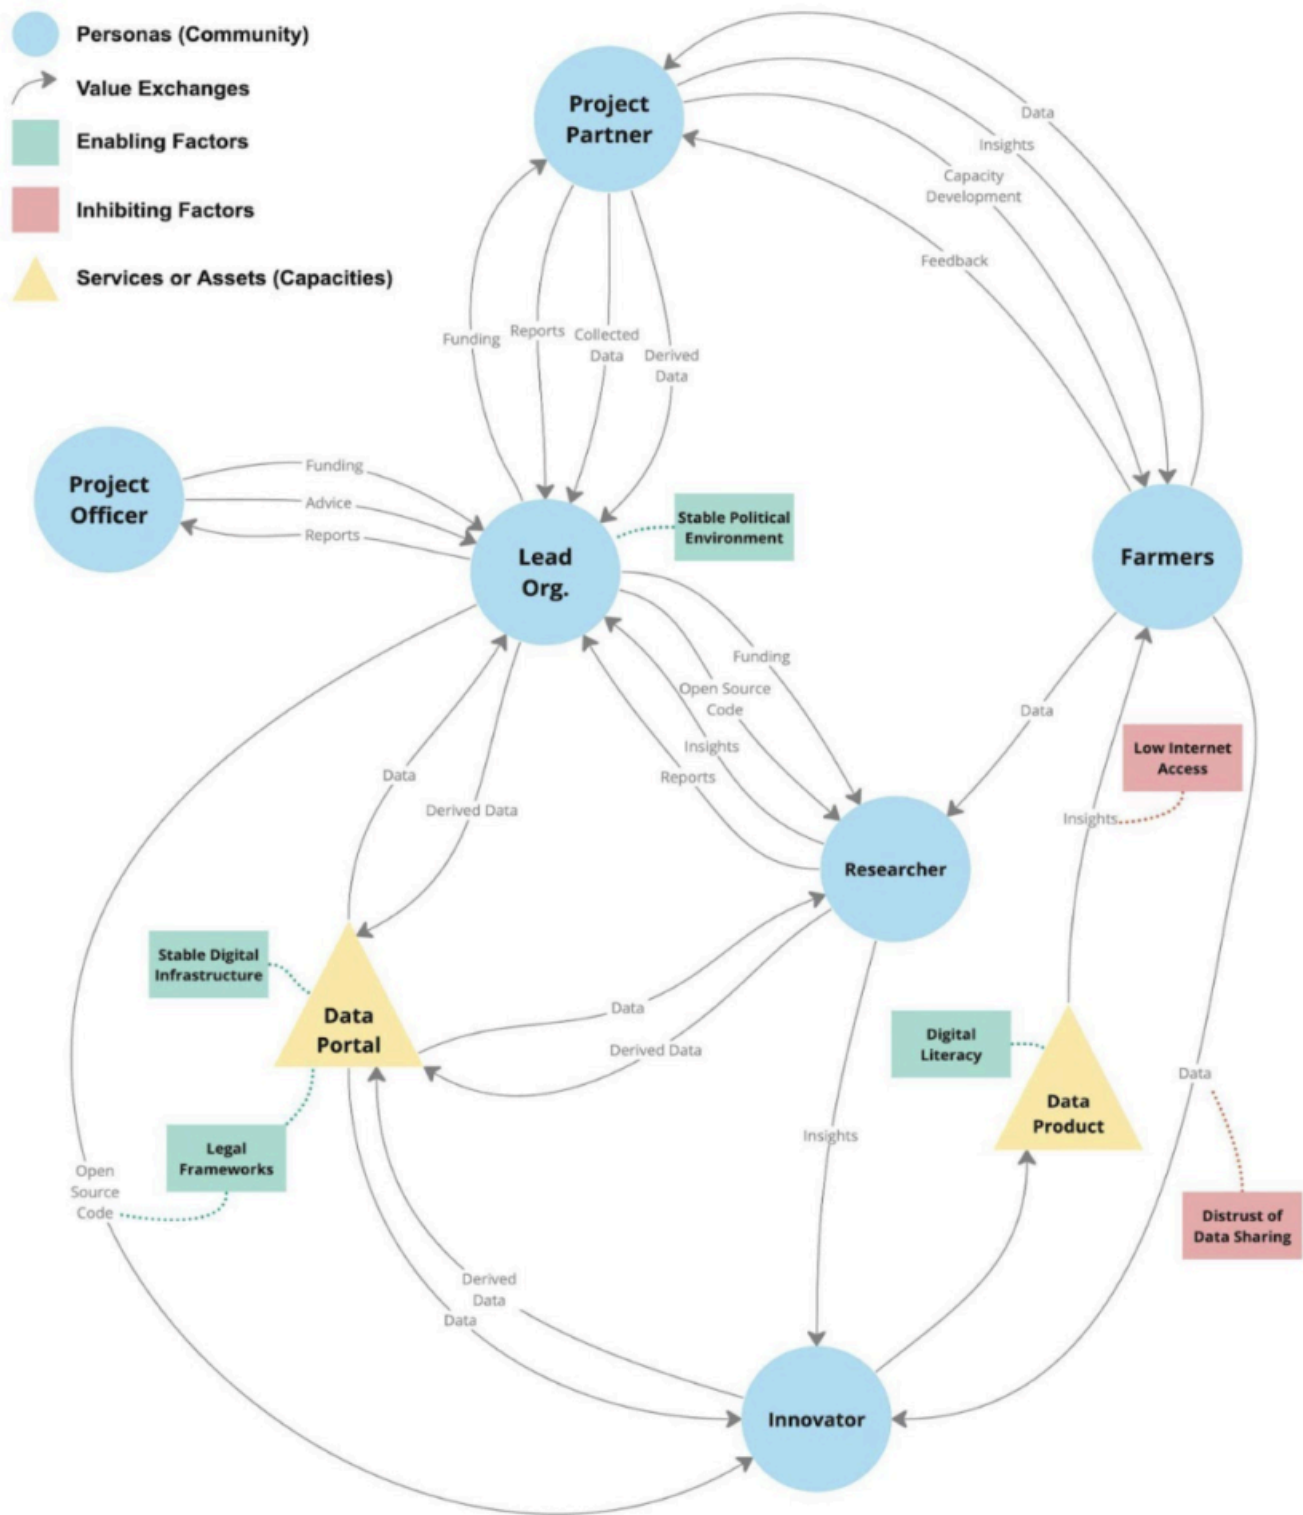 Personas (Community)
Value Exchanges
Enabling Factors
Inhibiting Factors
Services or Assets (Capacities)
Project
Partner
Data
Insights
Capacity
Development
Feedback
Funding
Reports
Collected
Data
Derived
Data
Project
Officer
Funding
Advice
Reports
Lead
Org.
Stable Political
Environment
Farmers
Funding
Open Source
Code
Insights
Reports
Data
Low Internet
Access
Insights
Data
Derived Data
Researcher
Stable Digital
Infrastructure
Data
Portal
Data
Derived Data
Digital
Literacy
Data
Product
Data
Legal
Frameworks
Open
Source
Code
Insights
Distrust of
Data Sharing
Derived
Data
Data
Innovator